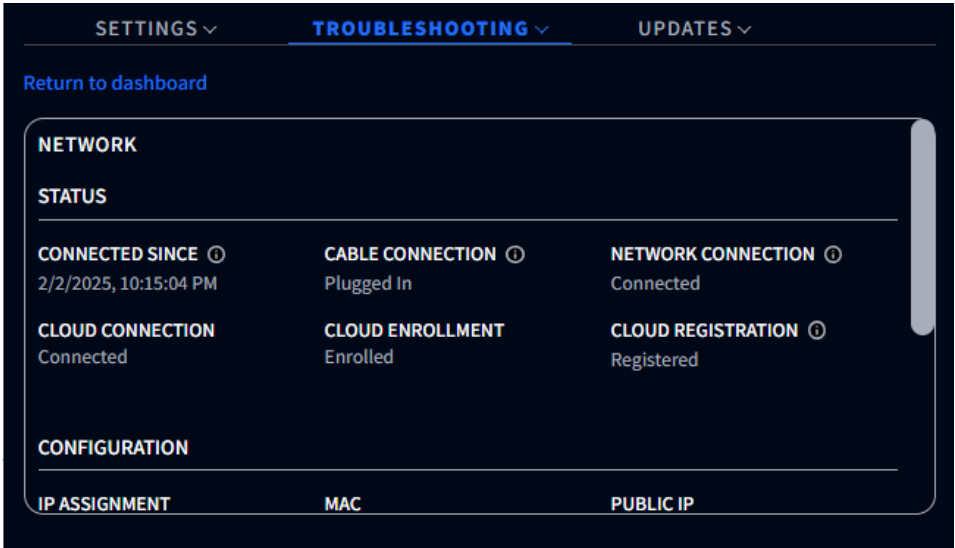 SETTINGS TROUBLESHOOTING UPDATES
Return to dashboard
NETWORK
STATUS
CONNECTED SINCE CABLE CONNECTION NETWORK CONNECTION
2/2/2025, 10:15:04 PM Plugged In Connected
CLOUD CONNECTION CLOUD ENROLLMENT CLOUD REGISTRATION
Connected Enrolled Registered
CONFIGURATION
IP ASSIGNMENT MAC PUBLIC IP